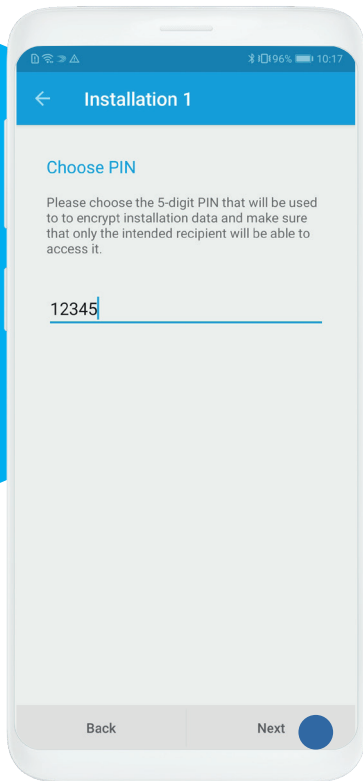 96% 10:17
Installation 1
Choose PIN
Please choose the 5-digit PIN that will be used
to to encrypt installation data and make sure
that only the intended recipient will be able to
access it.
12345
Back Next